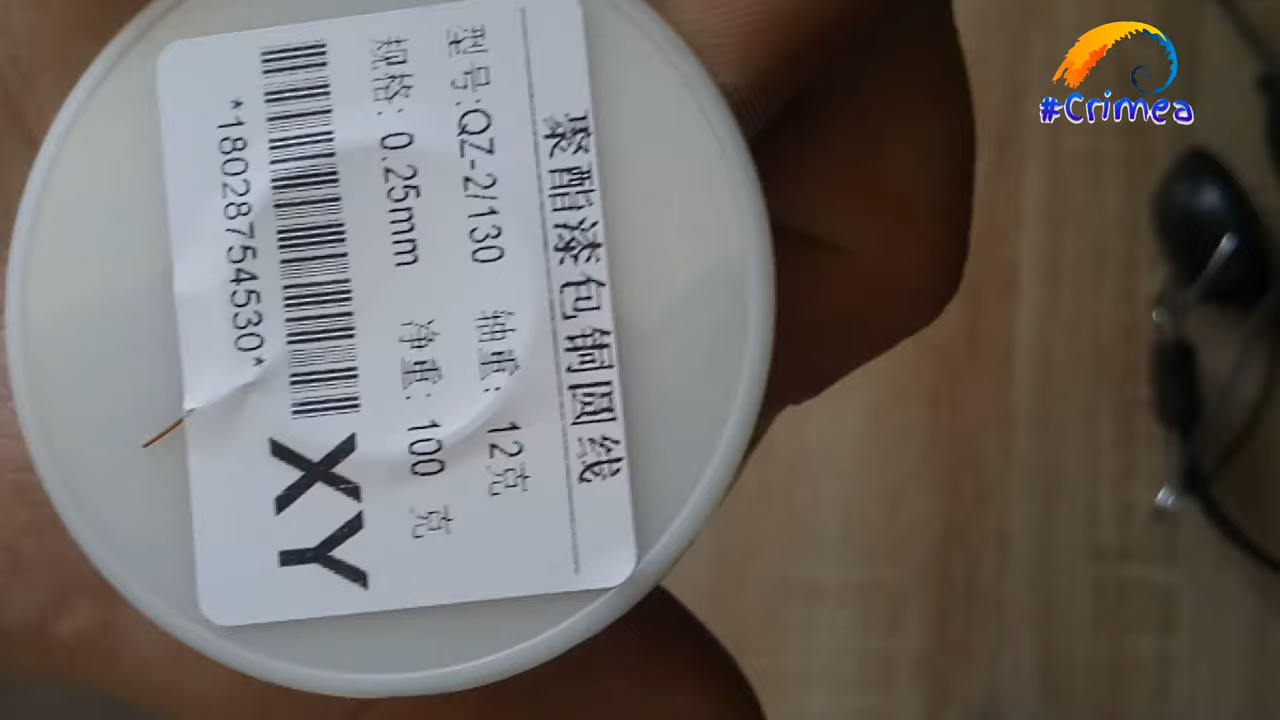 聚酯漆包铜圆线
型号:QZ-2/130 轴重: 12克
规格: 0.25mm 净重: 100 克
*18028754530*
XY
#Crimea